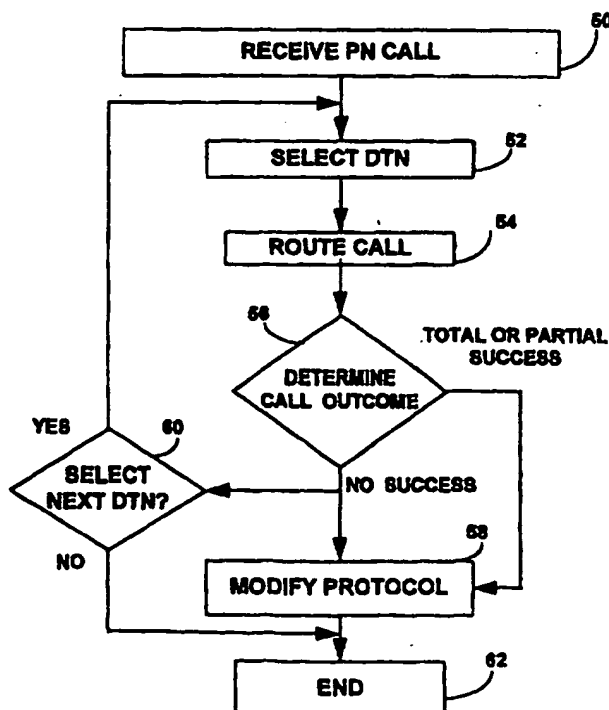 50
RECEIVE PN CALL
52
SELECT DTN
54
ROUTE CALL
56
TOTAL OR PARTIAL
SUCCESS
DETERMINE
CALL OUTCOME
YES
60
SELECT
NEXT DTN?
NO SUCCESS
NO
58
MODIFY PROTOCOL
62
END